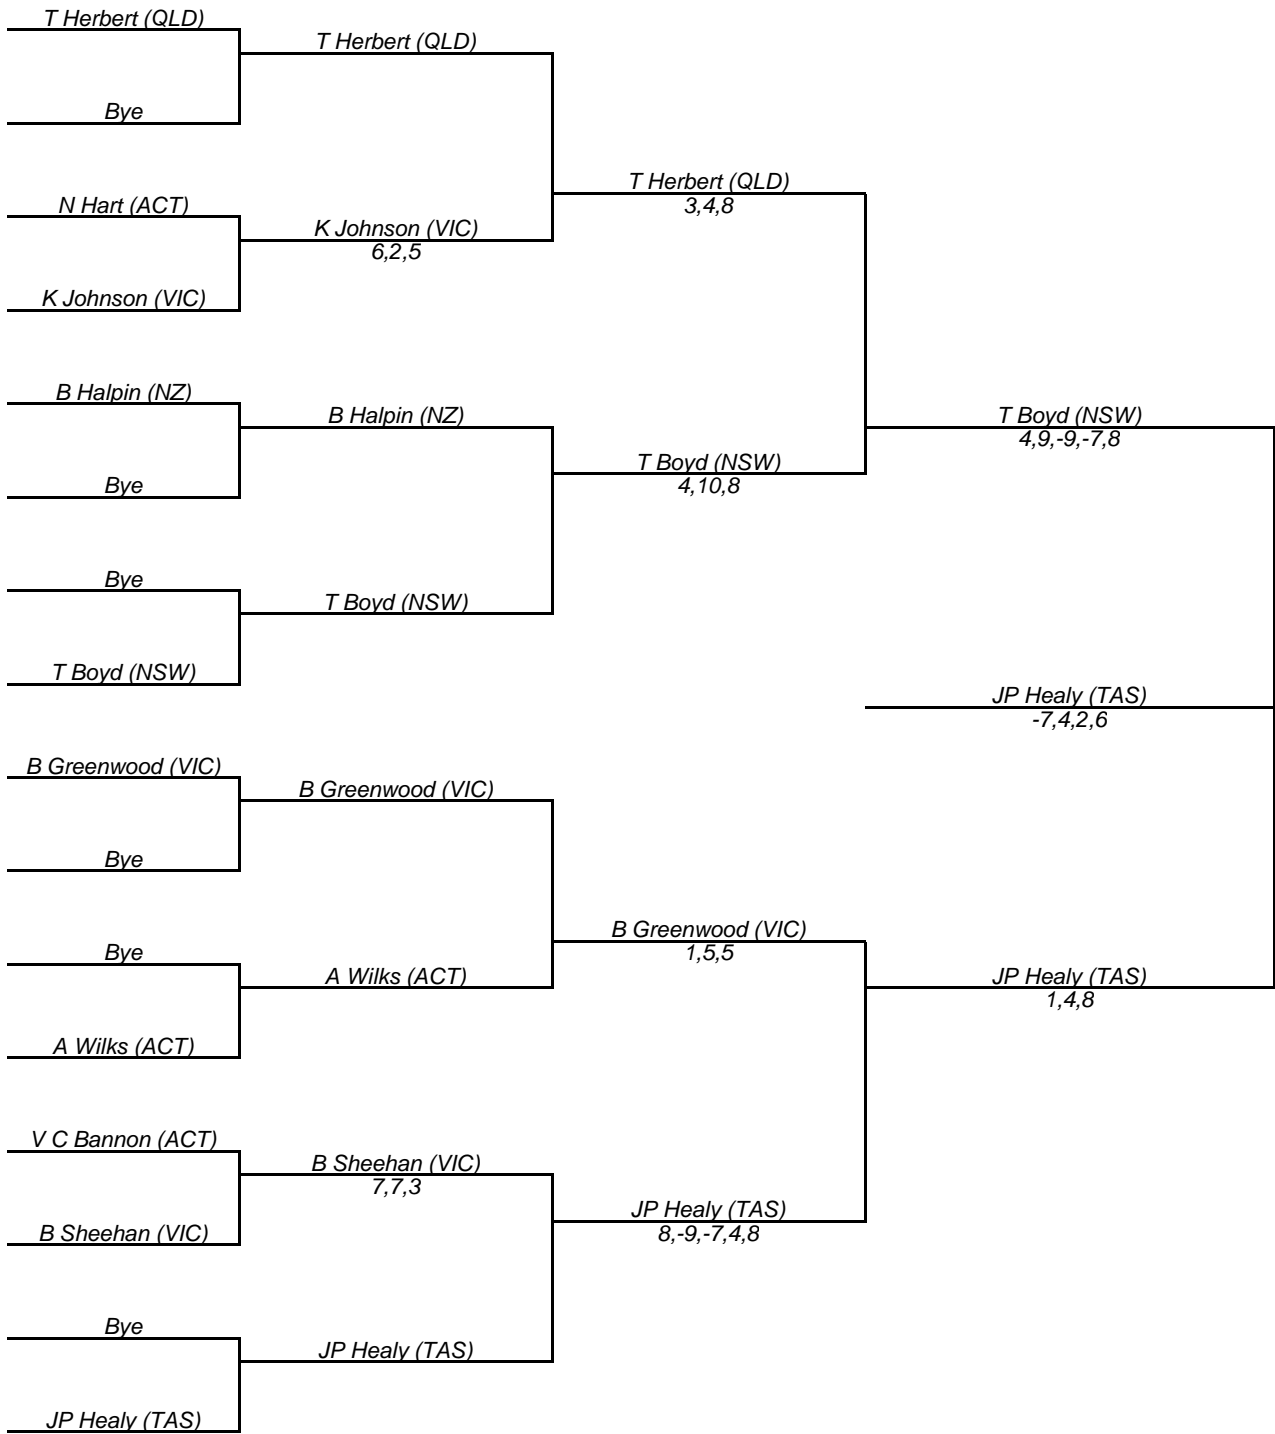 T Herbert (QLD)
T Herbert (QLD)
Bye
T Herbert (QLD)
3,4,8
N Hart (ACT)
K Johnson (VIC)
6,2,5
K Johnson (VIC)
B Halpin (NZ)
B Halpin (NZ)
T Boyd (NSW)
4,9,-9,-7,8
T Boyd (NSW)
4,10,8
Bye
Bye
T Boyd (NSW)
T Boyd (NSW)
JP Healy (TAS)
-7,4,2,6
B Greenwood (VIC)
B Greenwood (VIC)
Bye
B Greenwood (VIC)
1,5,5
Bye
A Wilks (ACT)
JP Healy (TAS)
1,4,8
A Wilks (ACT)
V C Bannon (ACT)
B Sheehan (VIC)
7,7,3
JP Healy (TAS)
8,-9,-7,4,8
B Sheehan (VIC)
Bye
JP Healy (TAS)
JP Healy (TAS)